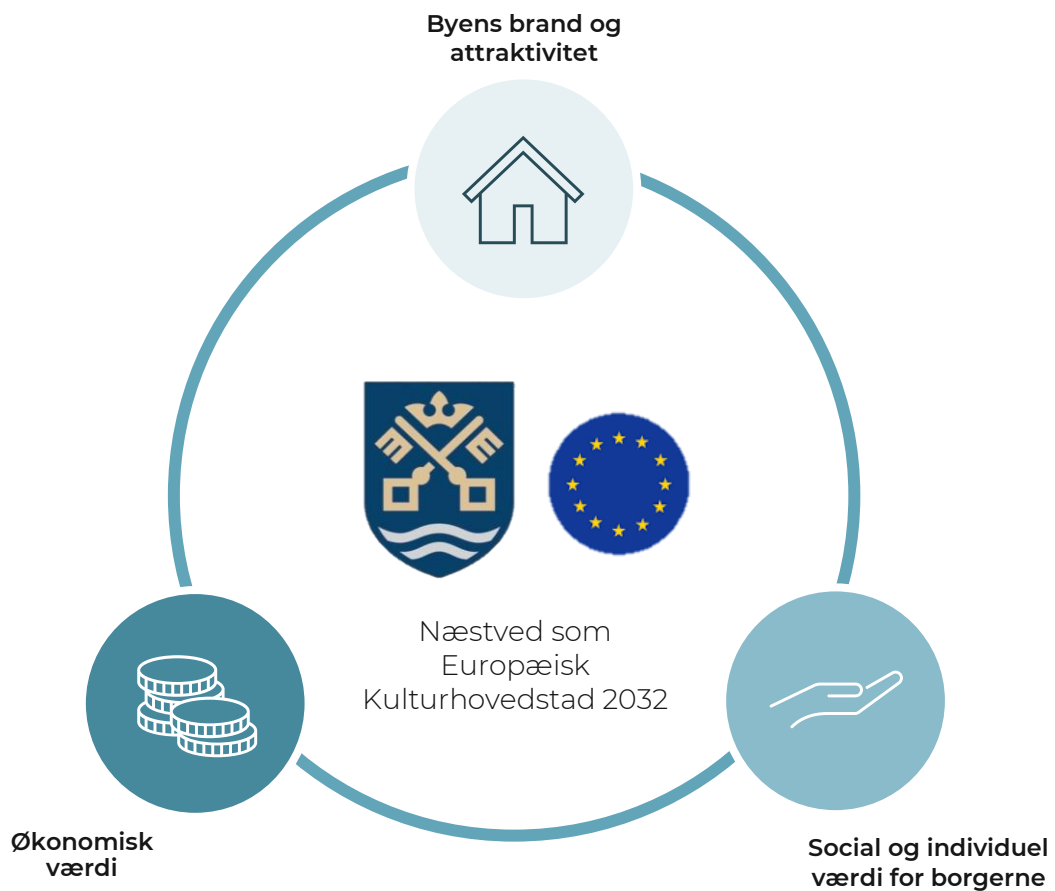 Byens brand og
attraktivitet
Næstved som
Europæisk
Kulturhovedstad 2032
Økonomisk
værdi
Social og individuel
værdi for borgerne